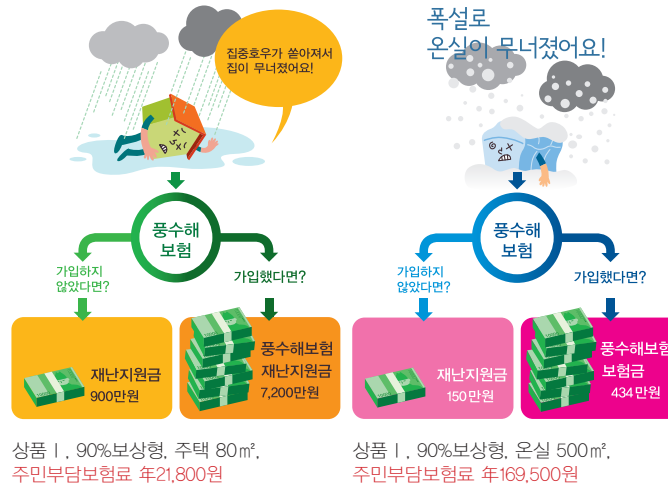 집중호우가 쏟아져서
집이 무너졌어요!
풍수해
보험
가입하지
않았다면?
가입했다면?
재난지원금
900만원
풍수해보험
재난지원금
7,200만원
상품Ⅰ, 90%보상형, 주택 80㎡,
주민부담보험료 年21,800원
폭설로
온실이 무너졌어요!
풍수해
보험
가입하지
않았다면?
가입했다면?
재난지원금
150만원
풍수해보험
보험금
434만원
상품Ⅰ, 90%보상형, 온실 500㎡,
주민부담보험료 年169,500원